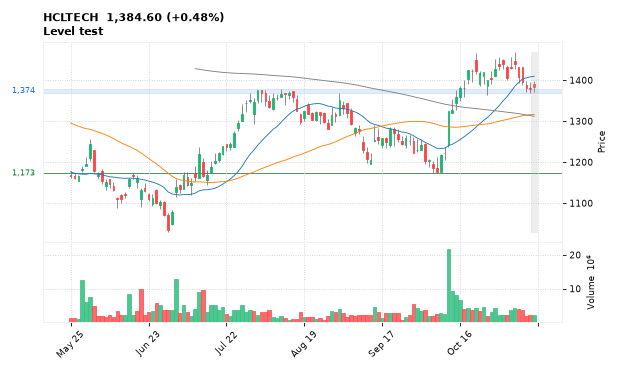 HCLTECH  1,384.60 (+0.48%)
Level test
1,374
1,173
1400
1300
1200
1100
Price
20
10
Volume  10⁶
May 25
Jun 23
Jul 22
Aug 19
Sep 17
Oct 16